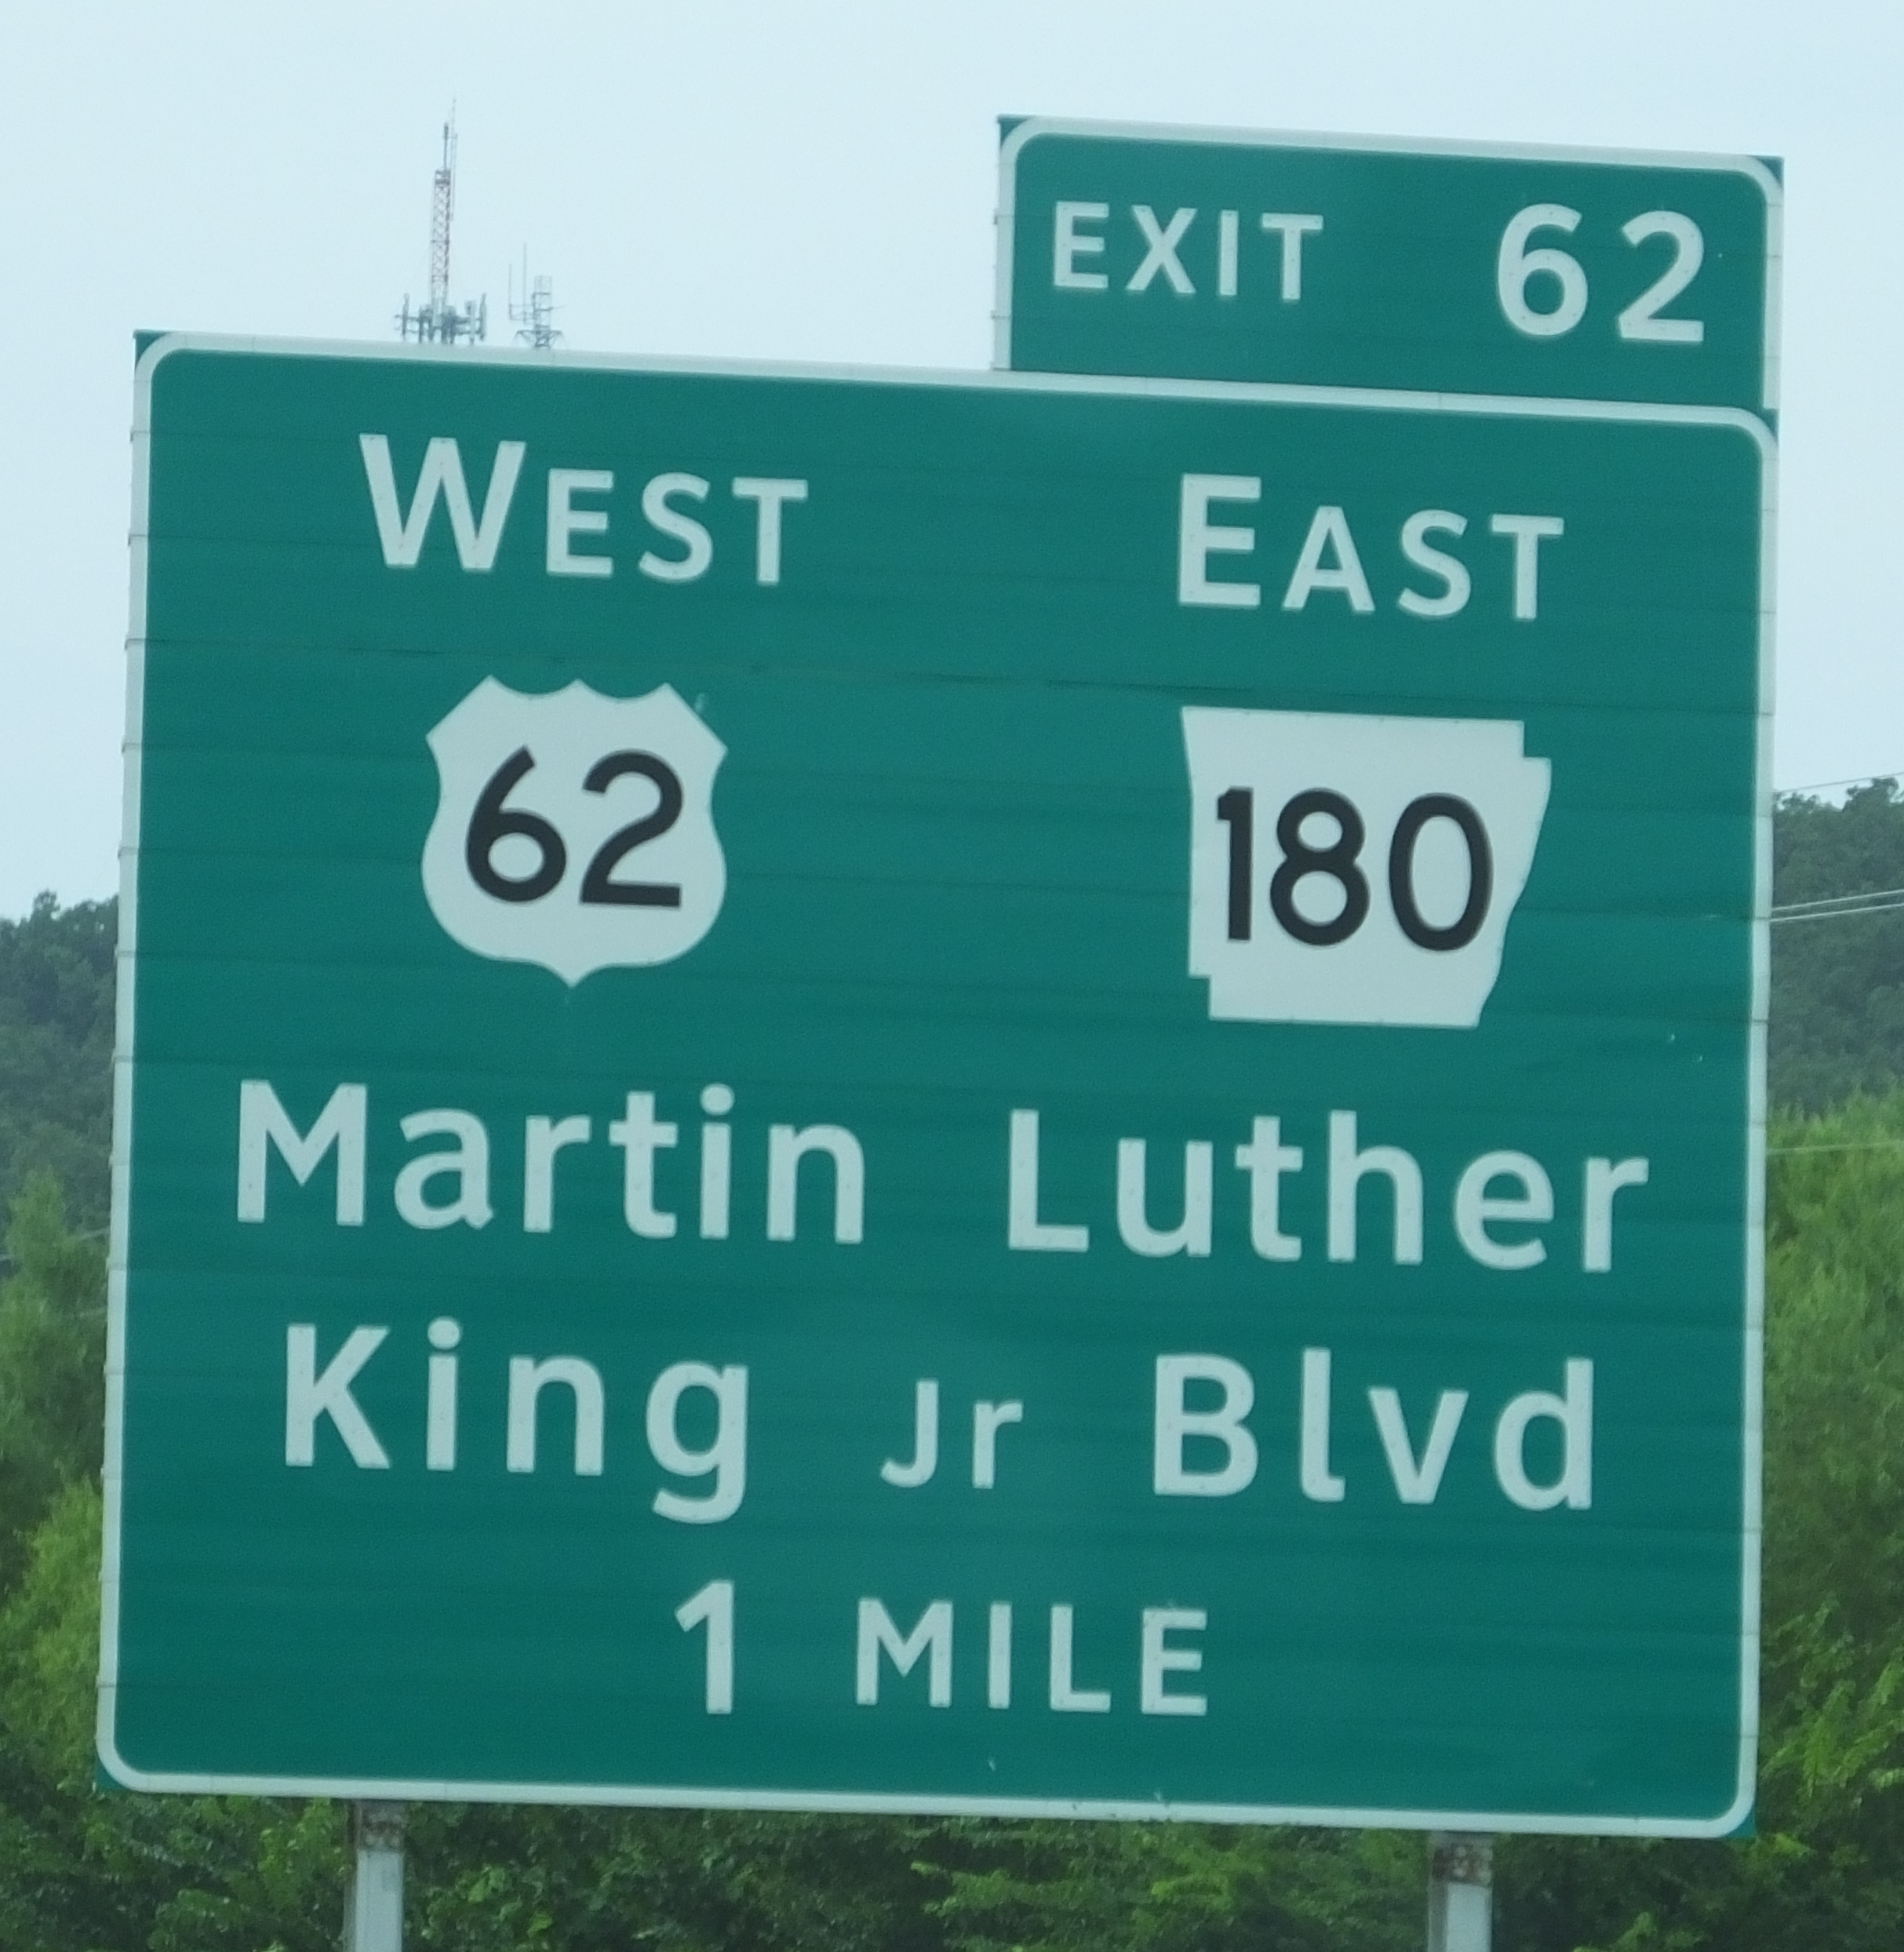 EXIT 62
WEST EAST
62 180
Martin Luther
King Jr Blvd
1 MILE